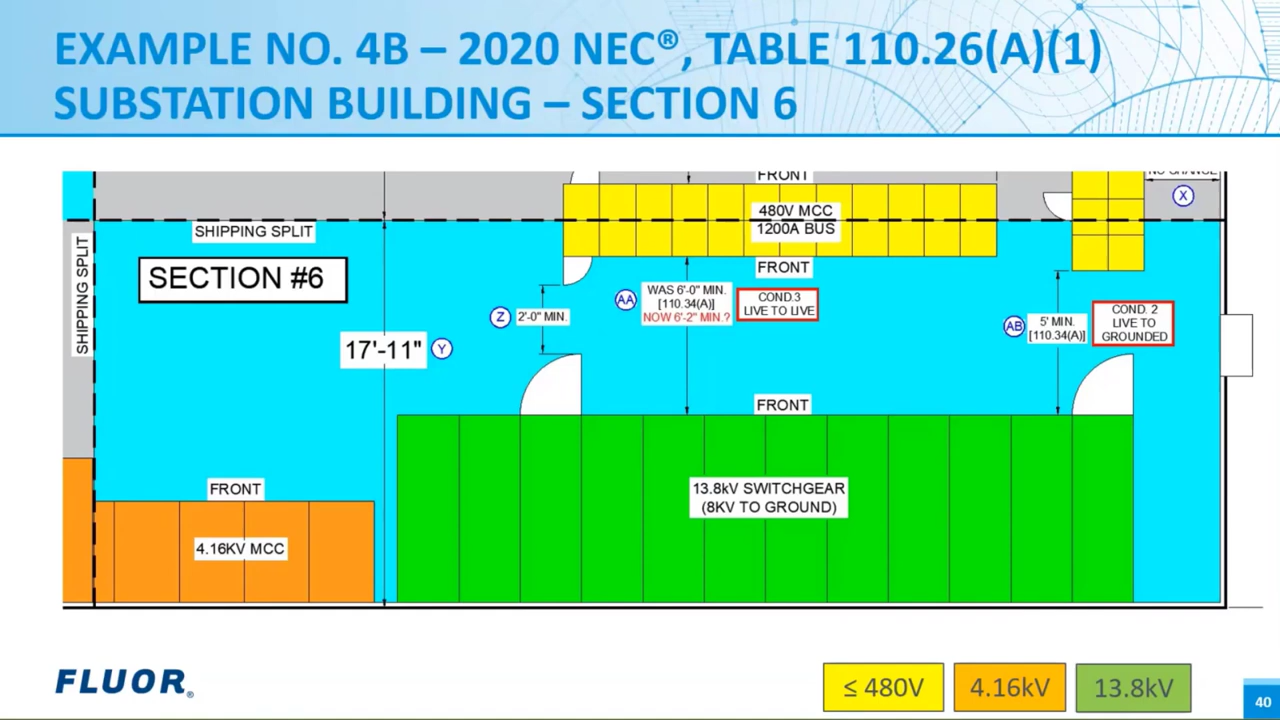 EXAMPLE NO. 4B – 2020 NEC®, TABLE 110.26(A)(1)
SUBSTATION BUILDING – SECTION 6
FRONT
NO CHANGE
X
480V MCC
1200A BUS
SHIPPING SPLIT
SHIPPING SPLIT
SECTION #6
FRONT
Z
2'-0" MIN.
AA
WAS 6'-0" MIN.
[110.34(A)]
NOW 6'-2" MIN.?
COND.3
LIVE TO LIVE
AB
5' MIN.
[110.34(A)]
COND. 2
LIVE TO
GROUNDED
17'-11"
Y
FRONT
FRONT
4.16KV MCC
13.8kV SWITCHGEAR
(8KV TO GROUND)
FLUOR®
≤ 480V
4.16kV
13.8kV
40